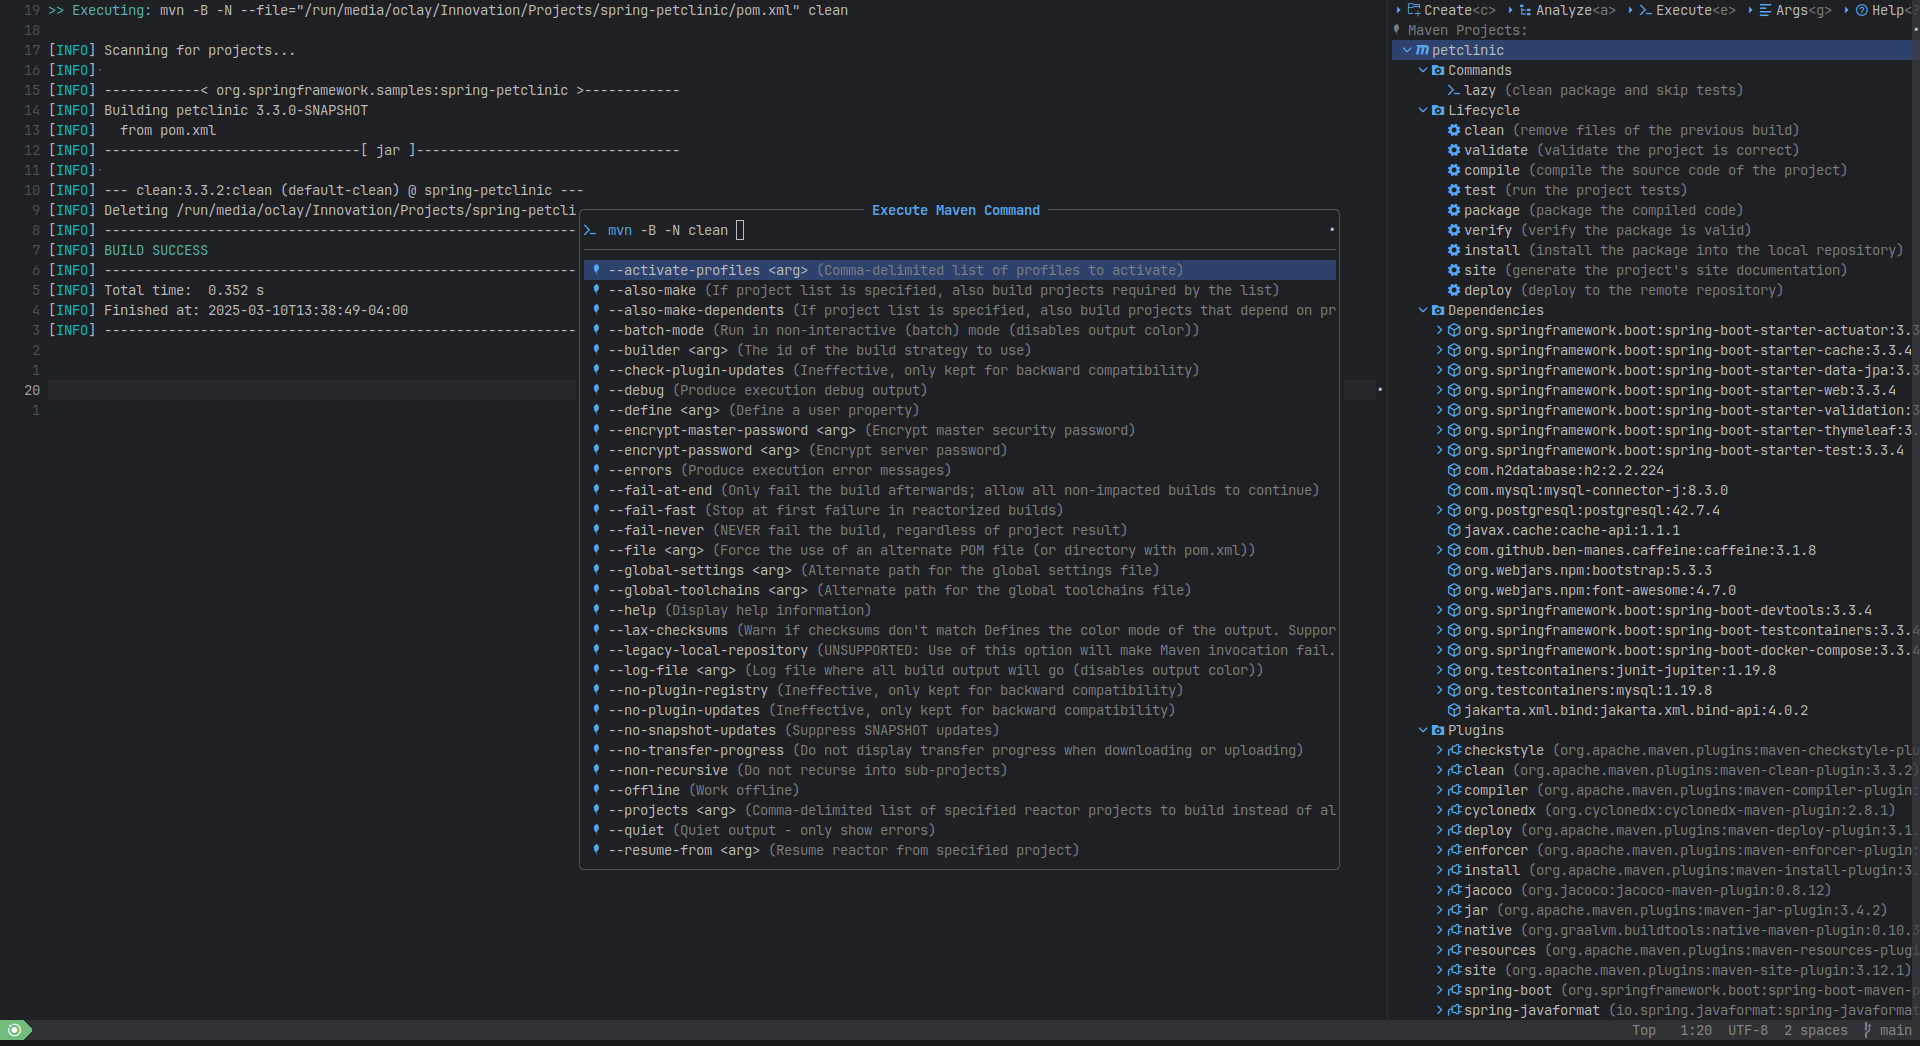 19 >> Executing: mvn -B -N --file="/run/media/oclay/Innovation/Projects/spring-petclinic/pom.xml" clean
18
17 [INFO] Scanning for projects...
16 [INFO]
15 [INFO] ------------< org.springframework.samples:spring-petclinic >------------
14 [INFO] Building petclinic 3.3.0-SNAPSHOT
13 [INFO]   from pom.xml
12 [INFO] --------------------------------[ jar ]---------------------------------
11 [INFO]
10 [INFO] --- clean:3.3.2:clean (default-clean) @ spring-petclinic ---
9 [INFO] Deleting /run/media/oclay/Innovation/Projects/spring-petcli
8 [INFO] -----------------------------------------------------------
7 [INFO] BUILD SUCCESS
6 [INFO] -----------------------------------------------------------
5 [INFO] Total time:  0.352 s
4 [INFO] Finished at: 2025-03-10T13:38:49-04:00
3 [INFO] -----------------------------------------------------------
2
1
20
1
Execute Maven Command
>_ mvn -B -N clean
--activate-profiles <arg> (Comma-delimited list of profiles to activate)
--also-make (If project list is specified, also build projects required by the list)
--also-make-dependents (If project list is specified, also build projects that depend on pr
--batch-mode (Run in non-interactive (batch) mode (disables output color))
--builder <arg> (The id of the build strategy to use)
--check-plugin-updates (Ineffective, only kept for backward compatibility)
--debug (Produce execution debug output)
--define <arg> (Define a user property)
--encrypt-master-password <arg> (Encrypt master security password)
--encrypt-password <arg> (Encrypt server password)
--errors (Produce execution error messages)
--fail-at-end (Only fail the build afterwards; allow all non-impacted builds to continue)
--fail-fast (Stop at first failure in reactorized builds)
--fail-never (NEVER fail the build, regardless of project result)
--file <arg> (Force the use of an alternate POM file (or directory with pom.xml))
--global-settings <arg> (Alternate path for the global settings file)
--global-toolchains <arg> (Alternate path for the global toolchains file)
--help (Display help information)
--lax-checksums (Warn if checksums don't match Defines the color mode of the output. Suppor
--legacy-local-repository (UNSUPPORTED: Use of this option will make Maven invocation fail.
--log-file <arg> (Log file where all build output will go (disables output color))
--no-plugin-registry (Ineffective, only kept for backward compatibility)
--no-plugin-updates (Ineffective, only kept for backward compatibility)
--no-snapshot-updates (Suppress SNAPSHOT updates)
--no-transfer-progress (Do not display transfer progress when downloading or uploading)
--non-recursive (Do not recurse into sub-projects)
--offline (Work offline)
--projects <arg> (Comma-delimited list of specified reactor projects to build instead of al
--quiet (Quiet output - only show errors)
--resume-from <arg> (Resume reactor from specified project)
Create<c> Analyze<a> >_ Execute<e> Args<g> Help<
Maven Projects:
m petclinic
Commands
>_ lazy (clean package and skip tests)
Lifecycle
clean (remove files of the previous build)
validate (validate the project is correct)
compile (compile the source code of the project)
test (run the project tests)
package (package the compiled code)
verify (verify the package is valid)
install (install the package into the local repository)
site (generate the project's site documentation)
deploy (deploy to the remote repository)
Dependencies
org.springframework.boot:spring-boot-starter-actuator:3.3
org.springframework.boot:spring-boot-starter-cache:3.3.4
org.springframework.boot:spring-boot-starter-data-jpa:3.3
org.springframework.boot:spring-boot-starter-web:3.3.4
org.springframework.boot:spring-boot-starter-validation:3
org.springframework.boot:spring-boot-starter-thymeleaf:3.
org.springframework.boot:spring-boot-starter-test:3.3.4
com.h2database:h2:2.2.224
com.mysql:mysql-connector-j:8.3.0
org.postgresql:postgresql:42.7.4
javax.cache:cache-api:1.1.1
com.github.ben-manes.caffeine:caffeine:3.1.8
org.webjars.npm:bootstrap:5.3.3
org.webjars.npm:font-awesome:4.7.0
org.springframework.boot:spring-boot-devtools:3.3.4
org.springframework.boot:spring-boot-testcontainers:3.3.4
org.springframework.boot:spring-boot-docker-compose:3.3.4
org.testcontainers:junit-jupiter:1.19.8
org.testcontainers:mysql:1.19.8
jakarta.xml.bind:jakarta.xml.bind-api:4.0.2
Plugins
checkstyle (org.apache.maven.plugins:maven-checkstyle-plu
clean (org.apache.maven.plugins:maven-clean-plugin:3.3.2)
compiler (org.apache.maven.plugins:maven-compiler-plugin:
cyclonedx (org.cyclonedx:cyclonedx-maven-plugin:2.8.1)
deploy (org.apache.maven.plugins:maven-deploy-plugin:3.1.
enforcer (org.apache.maven.plugins:maven-enforcer-plugin:
install (org.apache.maven.plugins:maven-install-plugin:3.
jacoco (org.jacoco:jacoco-maven-plugin:0.8.12)
jar (org.apache.maven.plugins:maven-jar-plugin:3.4.2)
native (org.graalvm.buildtools:native-maven-plugin:0.10.3
resources (org.apache.maven.plugins:maven-resources-plugi
site (org.apache.maven.plugins:maven-site-plugin:3.12.1)
spring-boot (org.springframework.boot:spring-boot-maven-p
spring-javaformat (io.spring.javaformat:spring-javaformat
Top 1:20 UTF-8 2 spaces main